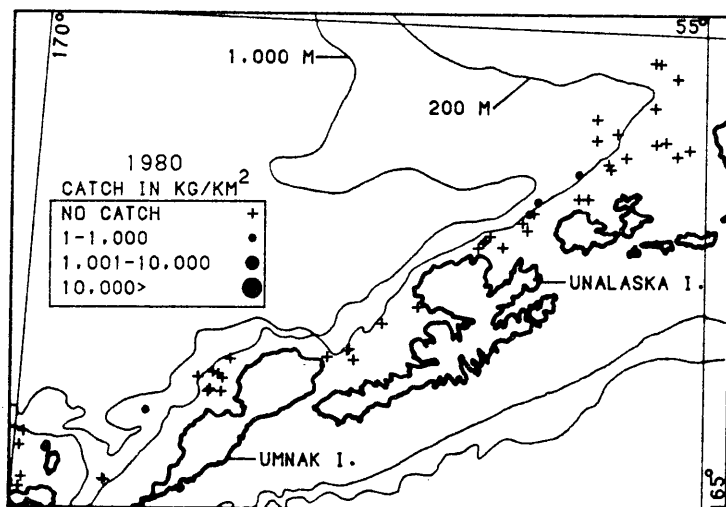 170°
55°
1.000 M
200 M
1980
CATCH IN KG/KM2
NO CATCH +
1-1.000
1.001-10.000
10.000>
UNALASKA I.
UMNAK I.
65°